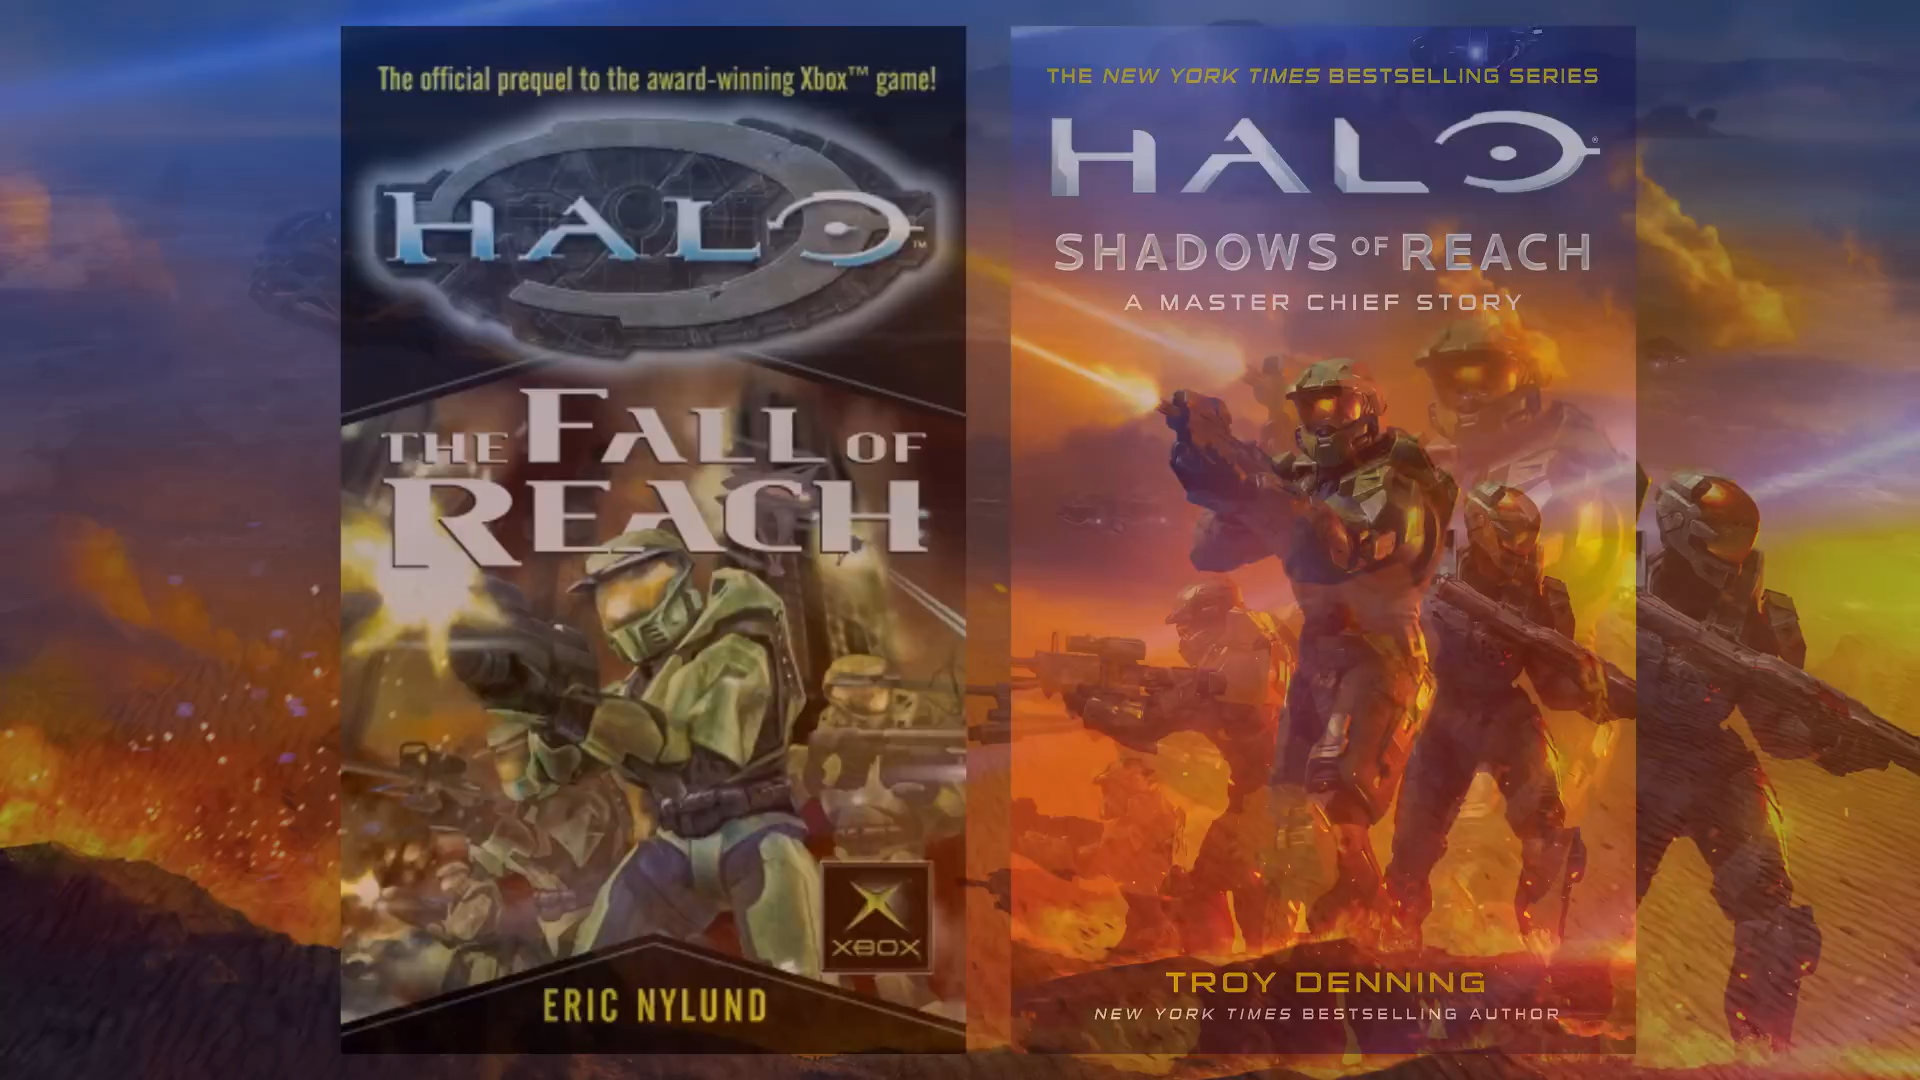 The official prequel to the award-winning Xbox™ game!
HALO™
THE FALL OF
REACH
XBOX
ERIC NYLUND
THE NEW YORK TIMES BESTSELLING SERIES
HALO®
SHADOWS OF REACH
A MASTER CHIEF STORY
TROY DENNING
NEW YORK TIMES BESTSELLING AUTHOR